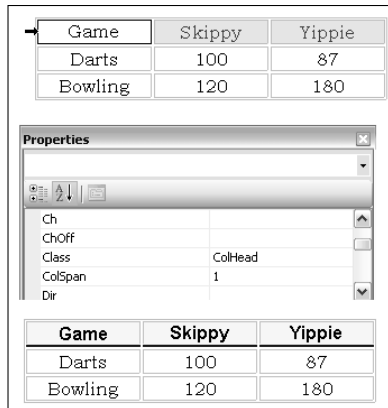 Game Skippy Yippie
Darts 100 87
Bowling 120 180
Properties
Ch
ChOff
Class ColHead
ColSpan 1
Dir
Game Skippy Yippie
Darts 100 87
Bowling 120 180